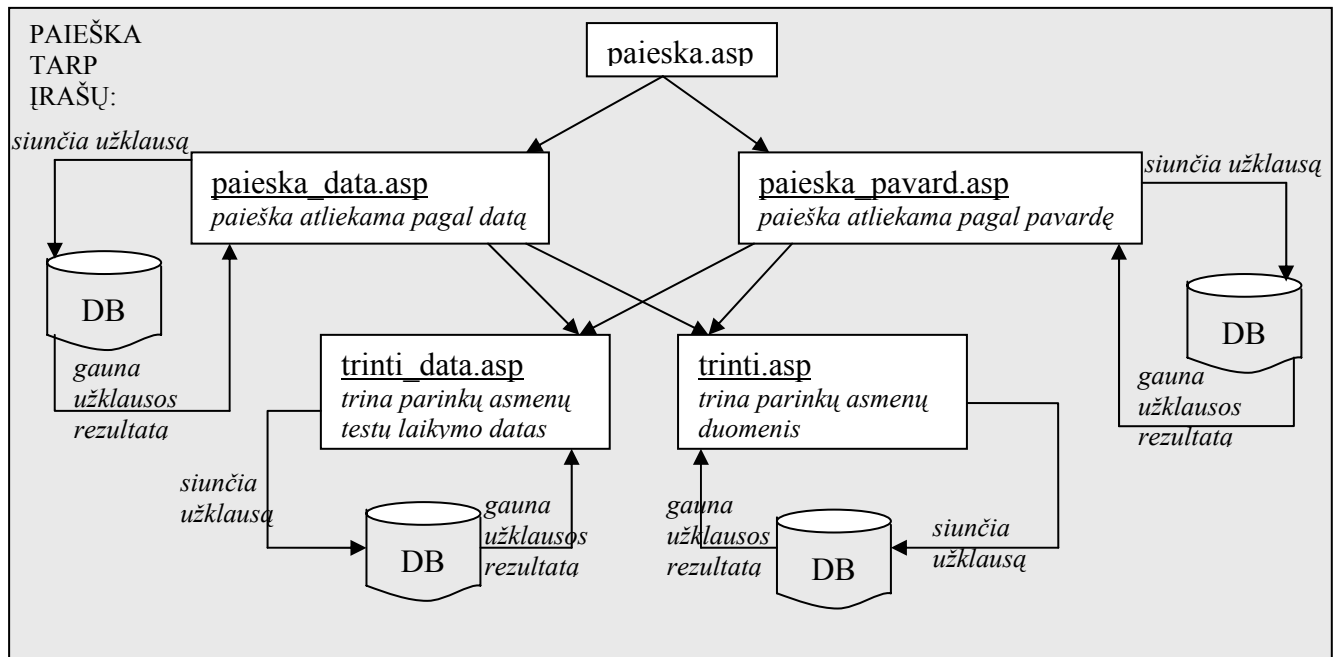 PAIEŠKA
TARP
ĮRAŠŲ:
paieska.asp
siunčia užklausą
paieska_data.asp
paieška atliekama pagal datą
paieska_pavard.asp
paieška atliekama pagal pavardę
siunčia užklausą
DB
gauna
užklausos
rezultatą
DB
gauna
užklausos
rezultatą
trinti_data.asp
trina parinkų asmenų
testų laikymo datas
trinti.asp
trina parinkų asmenų
duomenis
siunčia
užklausą
DB
gauna
užklausos
rezultatą
gauna
užklausos
rezultatą
DB
siunčia
užklausą